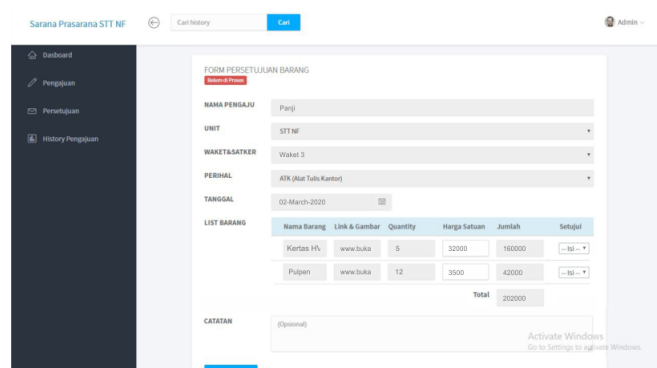 Sarana Prasarana STT NF
Cari history
Cari
Admin
Dasboard
Pengajuan
Persetujuan
History Pengajuan
FORM PERSETUJUAN BARANG
Belum di Proses
NAMA PENGAJU
Panji
UNIT
STT NF
WAKET&SATKER
Waket 3
PERIHAL
ATK (Alat Tulis Kantor)
TANGGAL
02-March-2020
LIST BARANG
Nama Barang Link & Gambar Quantity Harga Satuan Jumlah Setujui
Kertas HV www.buka 5 32000 160000 -- Isi --
Pulpen www.buka 12 3500 42000 -- Isi --
Total 202000
CATATAN
(Opsional)
Activate Windows
Go to Settings to activate Windows.